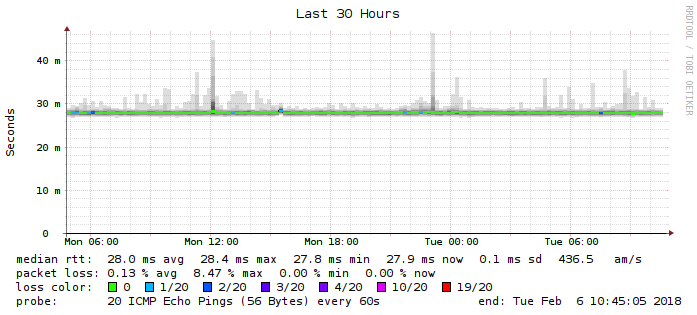 Last 30 Hours
RRDTOOL / TOBI OETIKER
Seconds
40 m
30 m
20 m
10 m
0
Mon 06:00 Mon 12:00 Mon 18:00 Tue 00:00 Tue 06:00
median rtt: 28.0 ms avg 28.4 ms max 27.8 ms min 27.9 ms now 0.1 ms sd 436.5 am/s
packet loss: 0.13 % avg 8.47 % max 0.00 % min 0.00 % now
loss color: 0 1/20 2/20 3/20 4/20 10/20 19/20
probe: 20 ICMP Echo Pings (56 Bytes) every 60s end: Tue Feb 6 10:45:05 2018